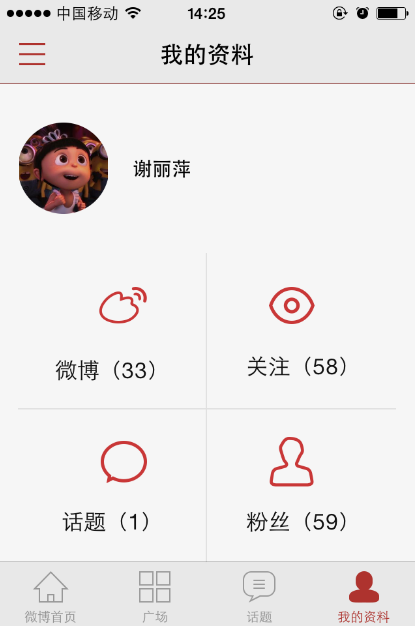 中国移动 14:25
我的资料
谢丽萍
微博（33） 关注（58）
话题（1） 粉丝（59）
微博首页 广场 话题 我的资料